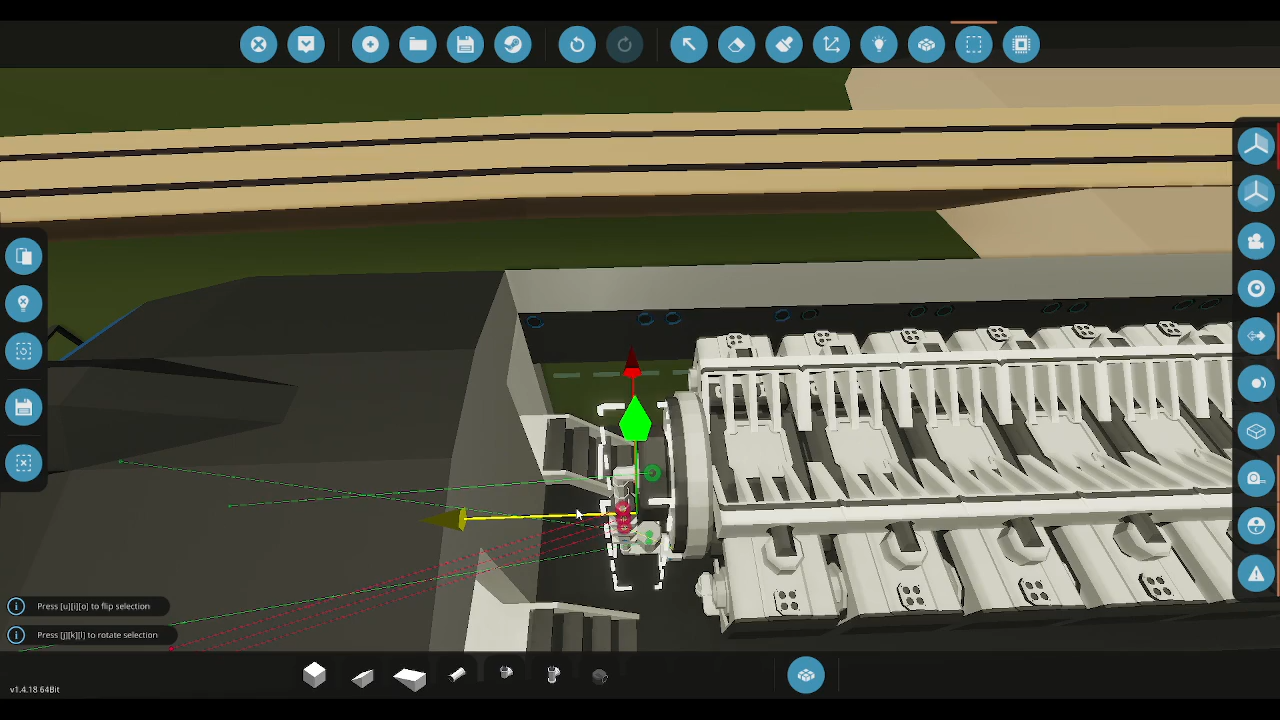 Press [u][i][o] to flip selection
Press [j][k][l] to rotate selection
v1.4.18 64Bit